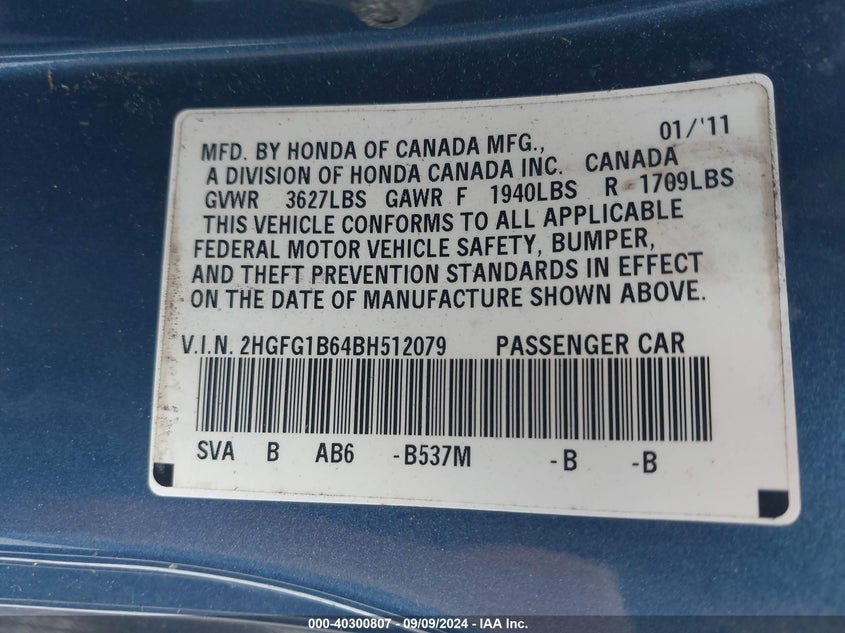 01/'11
MFD. BY HONDA OF CANADA MFG.,
A DIVISION OF HONDA CANADA INC. CANADA
GVWR 3627LBS GAWR F 1940LBS R 1709LBS
THIS VEHICLE CONFORMS TO ALL APPLICABLE
FEDERAL MOTOR VEHICLE SAFETY, BUMPER,
AND THEFT PREVENTION STANDARDS IN EFFECT
ON THE DATE OF MANUFACTURE SHOWN ABOVE.
V.I.N. 2HGFG1B64BH512079 PASSENGER CAR
SVA B AB6 -B537M -B -B
000-40300807 - 09/09/2024 - IAA Inc.